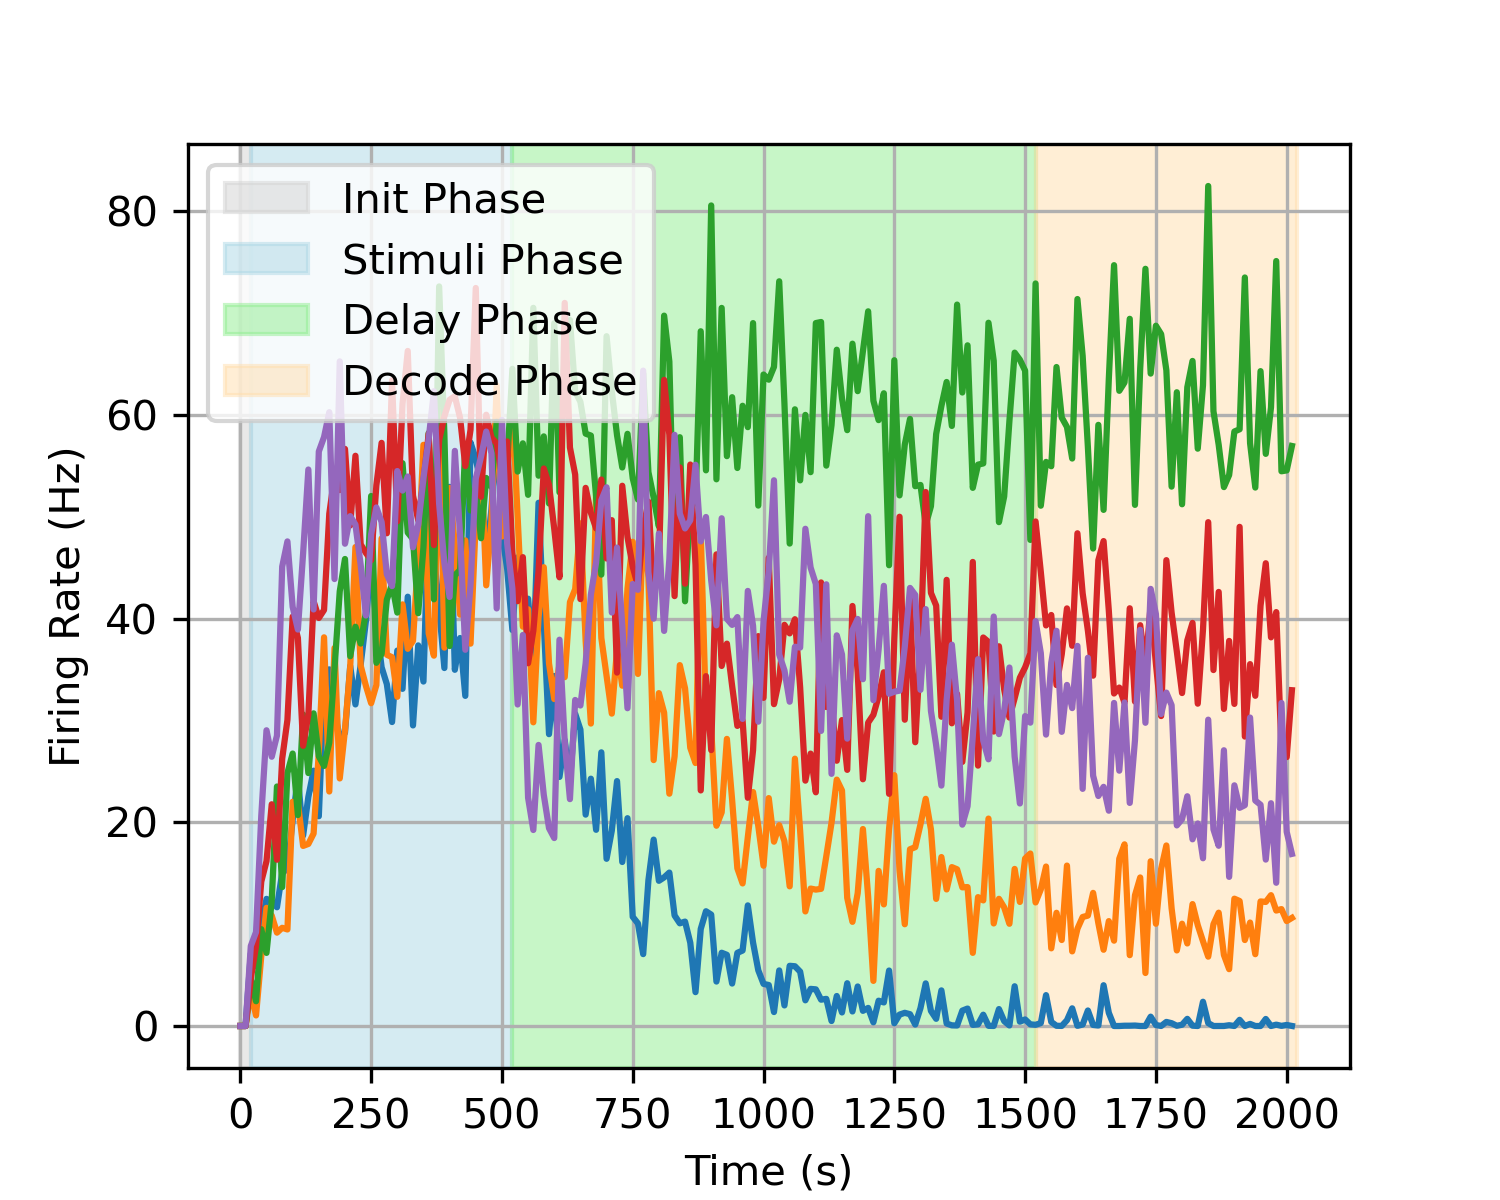 Init Phase
Stimuli Phase
Delay Phase
Decode Phase
80
60
40
20
0
Firing Rate (Hz)
0 250 500 750 1000 1250 1500 1750 2000
Time (s)